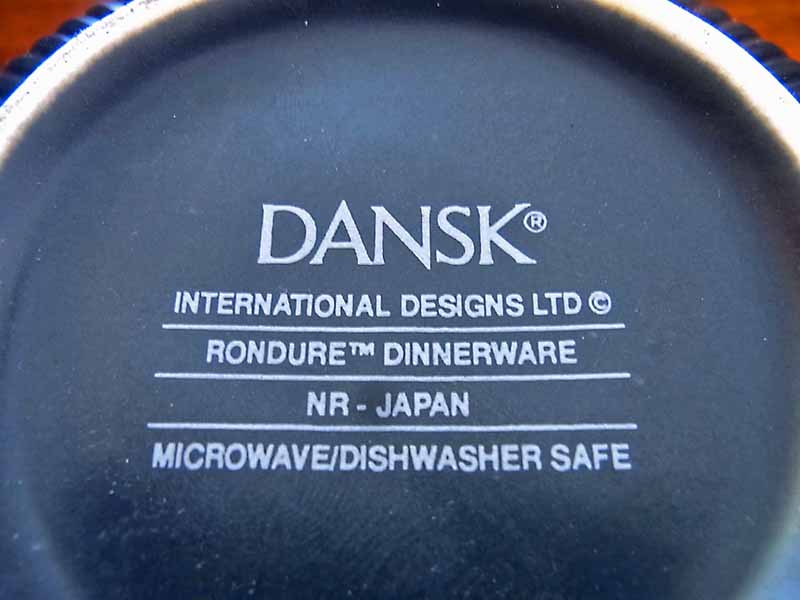 DANSK®
INTERNATIONAL DESIGNS LTD ©
RONDURE™ DINNERWARE
NR - JAPAN
MICROWAVE/DISHWASHER SAFE